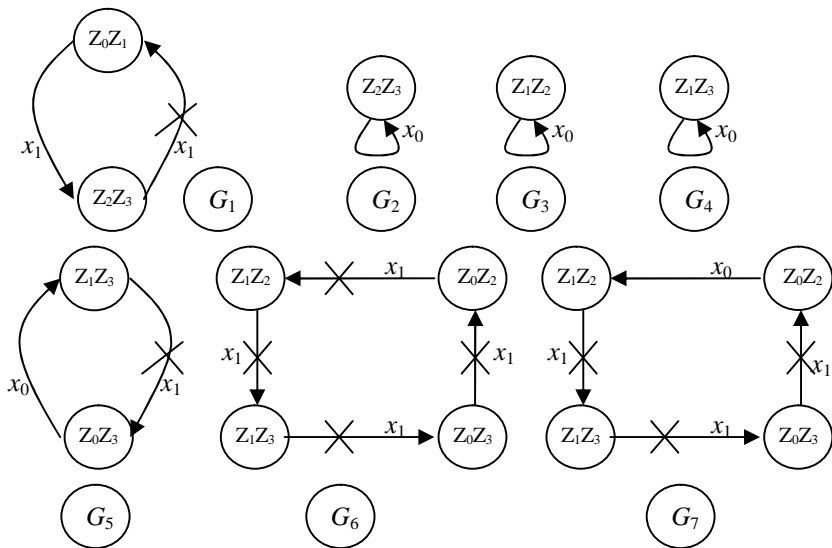 Z₀Z₁
x₁
x₁
Z₂Z₃
G₁
Z₂Z₃
x₀
G₂
Z₁Z₂
x₀
G₃
Z₁Z₃
x₀
G₄
Z₁Z₃
x₀
x₁
Z₀Z₃
G₅
Z₁Z₂
x₁
Z₀Z₂
x₁
x₁
Z₁Z₃
x₁
Z₀Z₃
G₆
Z₁Z₂
x₀
Z₀Z₂
x₁
x₁
Z₁Z₃
x₁
Z₀Z₃
G₇